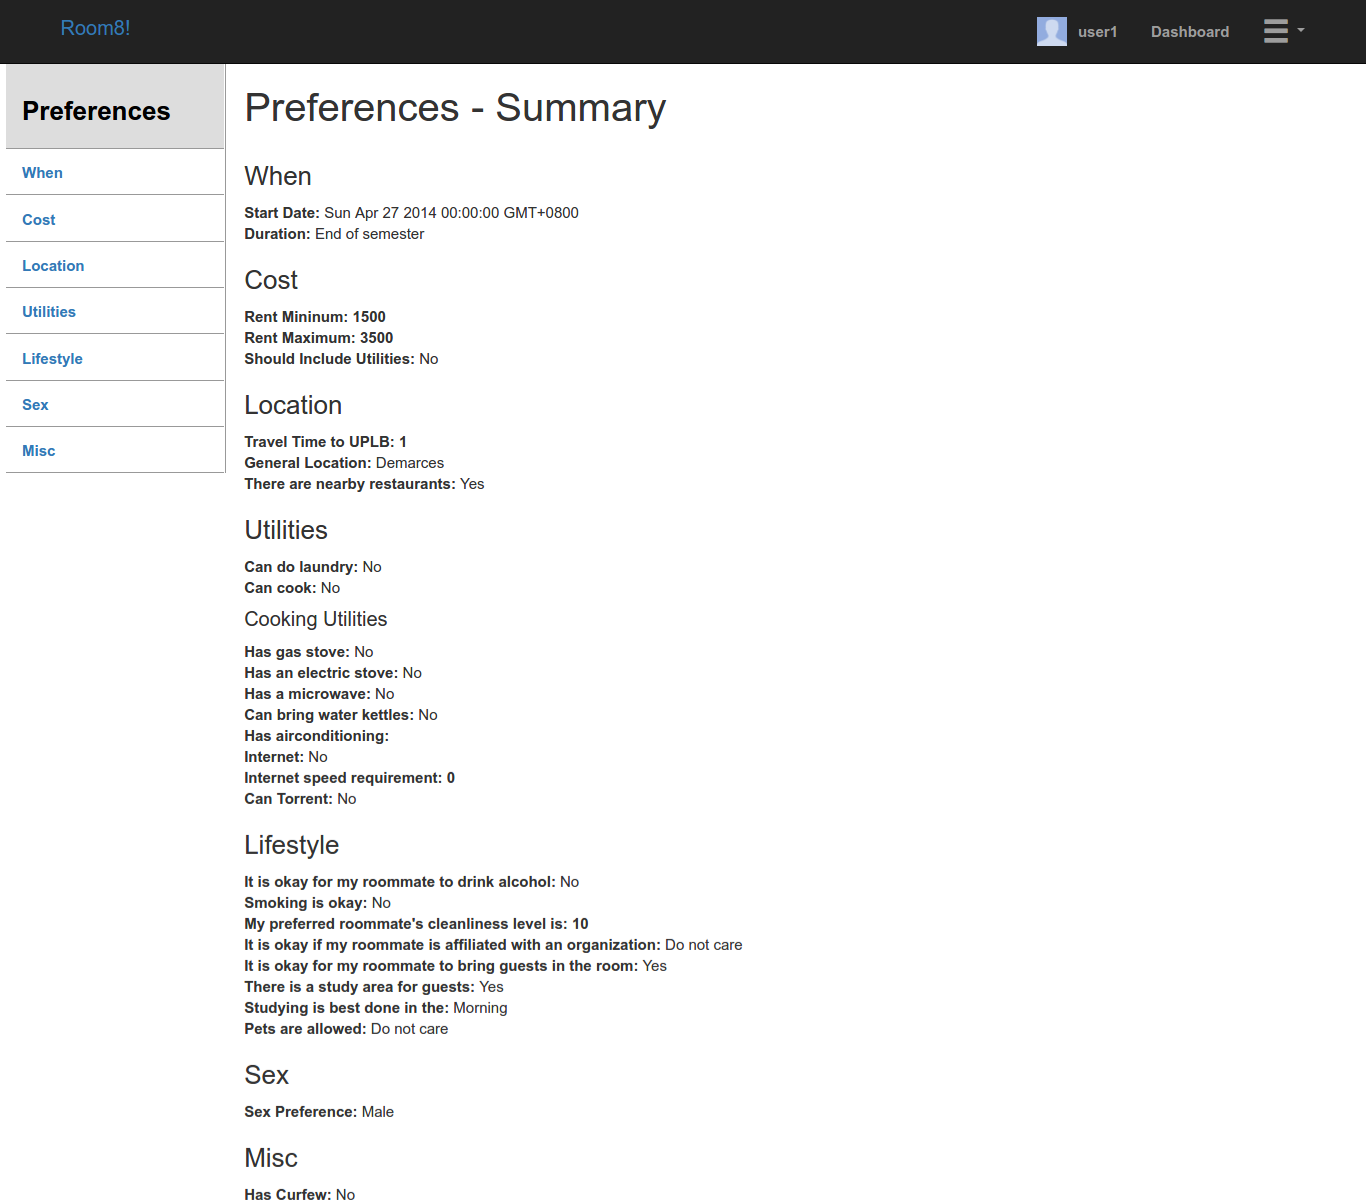 Room8!
user1 Dashboard
Preferences
When
Cost
Location
Utilities
Lifestyle
Sex
Misc
Preferences - Summary
When
Start Date: Sun Apr 27 2014 00:00:00 GMT+0800
Duration: End of semester
Cost
Rent Mininum: 1500
Rent Maximum: 3500
Should Include Utilities: No
Location
Travel Time to UPLB: 1
General Location: Demarces
There are nearby restaurants: Yes
Utilities
Can do laundry: No
Can cook: No
Cooking Utilities
Has gas stove: No
Has an electric stove: No
Has a microwave: No
Can bring water kettles: No
Has airconditioning:
Internet: No
Internet speed requirement: 0
Can Torrent: No
Lifestyle
It is okay for my roommate to drink alcohol: No
Smoking is okay: No
My preferred roommate's cleanliness level is: 10
It is okay if my roommate is affiliated with an organization: Do not care
It is okay for my roommate to bring guests in the room: Yes
There is a study area for guests: Yes
Studying is best done in the: Morning
Pets are allowed: Do not care
Sex
Sex Preference: Male
Misc
Has Curfew: No